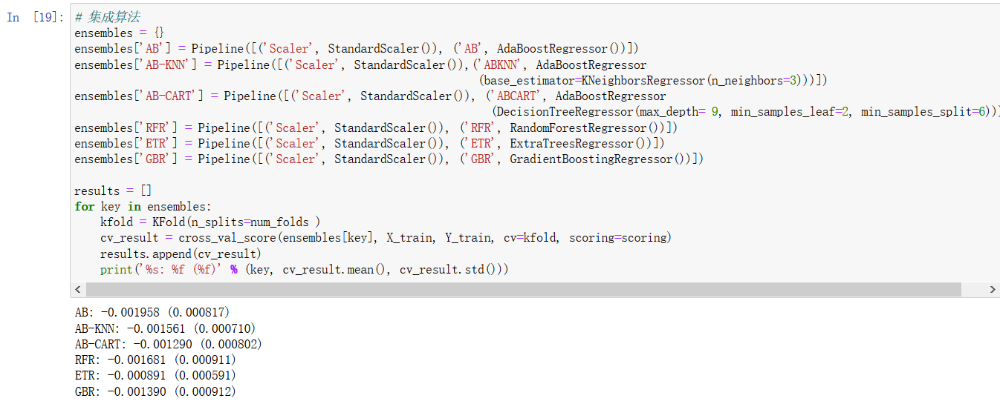 In [19]: # 集成算法
ensembles = {}
ensembles['AB'] = Pipeline([('Scaler', StandardScaler()), ('AB', AdaBoostRegressor())])
ensembles['AB-KNN'] = Pipeline([('Scaler', StandardScaler()),('ABKNN', AdaBoostRegressor
(base_estimator=KNeighborsRegressor(n_neighbors=3)))])
ensembles['AB-CART'] = Pipeline([('Scaler', StandardScaler()), ('ABCART', AdaBoostRegressor
(DecisionTreeRegressor(max_depth= 9, min_samples_leaf=2, min_samples_split=6)))
ensembles['RFR'] = Pipeline([('Scaler', StandardScaler()), ('RFR', RandomForestRegressor())])
ensembles['ETR'] = Pipeline([('Scaler', StandardScaler()), ('ETR', ExtraTreesRegressor())])
ensembles['GBR'] = Pipeline([('Scaler', StandardScaler()), ('GBR', GradientBoostingRegressor())])
results = []
for key in ensembles:
kfold = KFold(n_splits=num_folds )
cv_result = cross_val_score(ensembles[key], X_train, Y_train, cv=kfold, scoring=scoring)
results.append(cv_result)
print('%s: %f (%f)' % (key, cv_result.mean(), cv_result.std()))
AB: -0.001958 (0.000817)
AB-KNN: -0.001561 (0.000710)
AB-CART: -0.001290 (0.000802)
RFR: -0.001681 (0.000911)
ETR: -0.000891 (0.000591)
GBR: -0.001390 (0.000912)